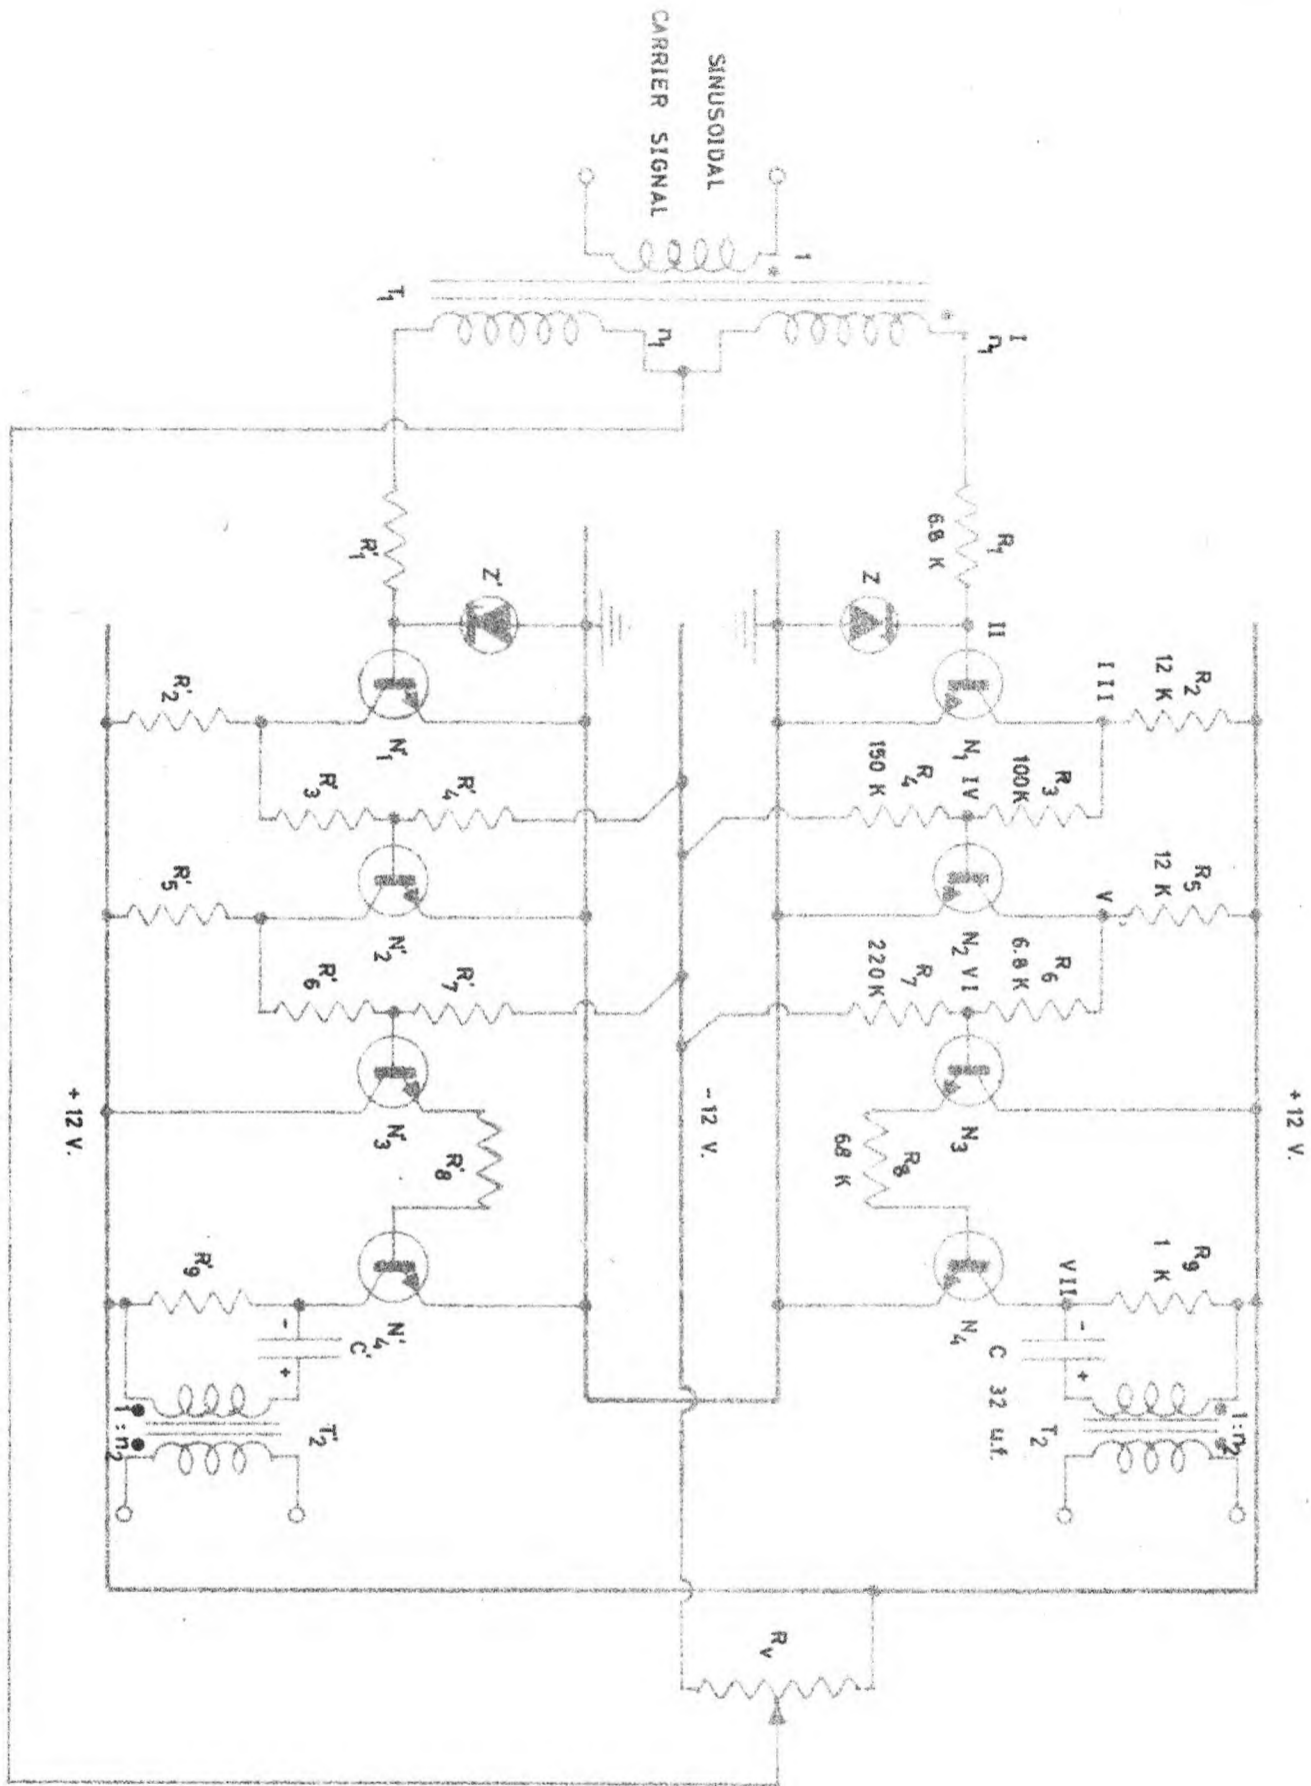 SINUSOIDAL
CARRIER SIGNAL
1
T₁
n₁
I
n₁
R₁
6.8 K
II
Z
R₂
12 K
III
N₁
R₃
100K
IV
R₄
150 K
R₅
12 K
V
N₂
R₆
6.8 K
VI
R₇
220K
N₃
R₈
68 K
N₄
R₉
1 K
VII
-
+
C 32 u.f.
1:n₂
T₂
+ 12 V.
- 12 V.
R'₁
Z'
N'₁
R'₂
R'₃
R'₄
N'₂
R'₅
R'₆
R'₇
N'₃
R'₈
N'₄
R'₉
-
+
C'
T'₂
1:n₂
+ 12 V.
Rᵥ